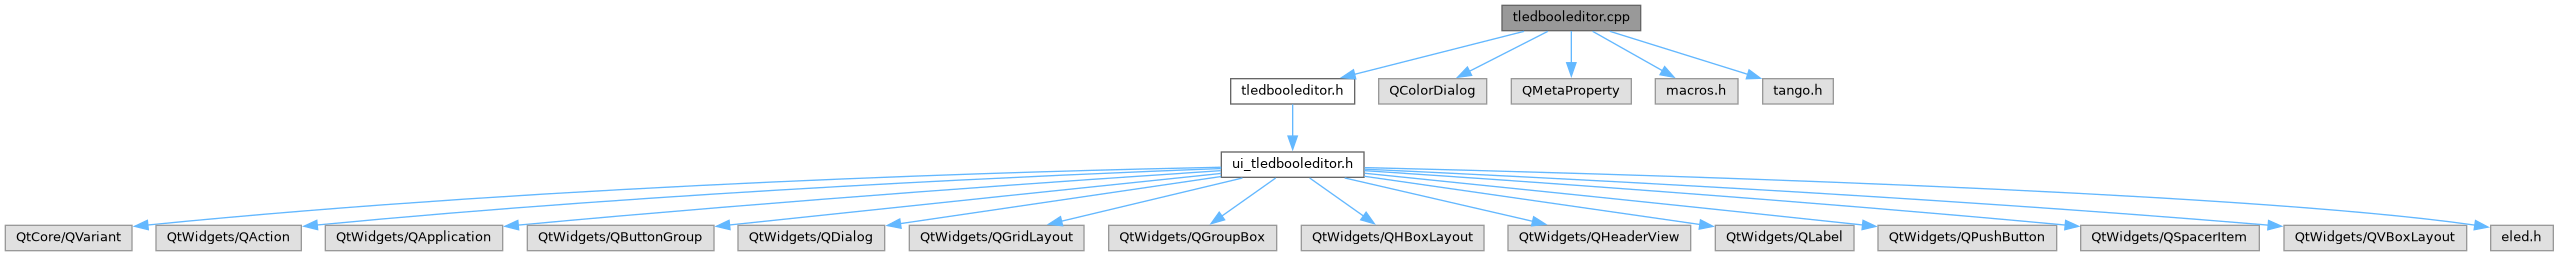 tledbooleditor.cpp
tledbooleditor.h
QColorDialog
QMetaProperty
macros.h
tango.h
ui_tledbooleditor.h
QtCore/QVariant
QtWidgets/QAction
QtWidgets/QApplication
QtWidgets/QButtonGroup
QtWidgets/QDialog
QtWidgets/QGridLayout
QtWidgets/QGroupBox
QtWidgets/QHBoxLayout
QtWidgets/QHeaderView
QtWidgets/QLabel
QtWidgets/QPushButton
QtWidgets/QSpacerItem
QtWidgets/QVBoxLayout
eled.h